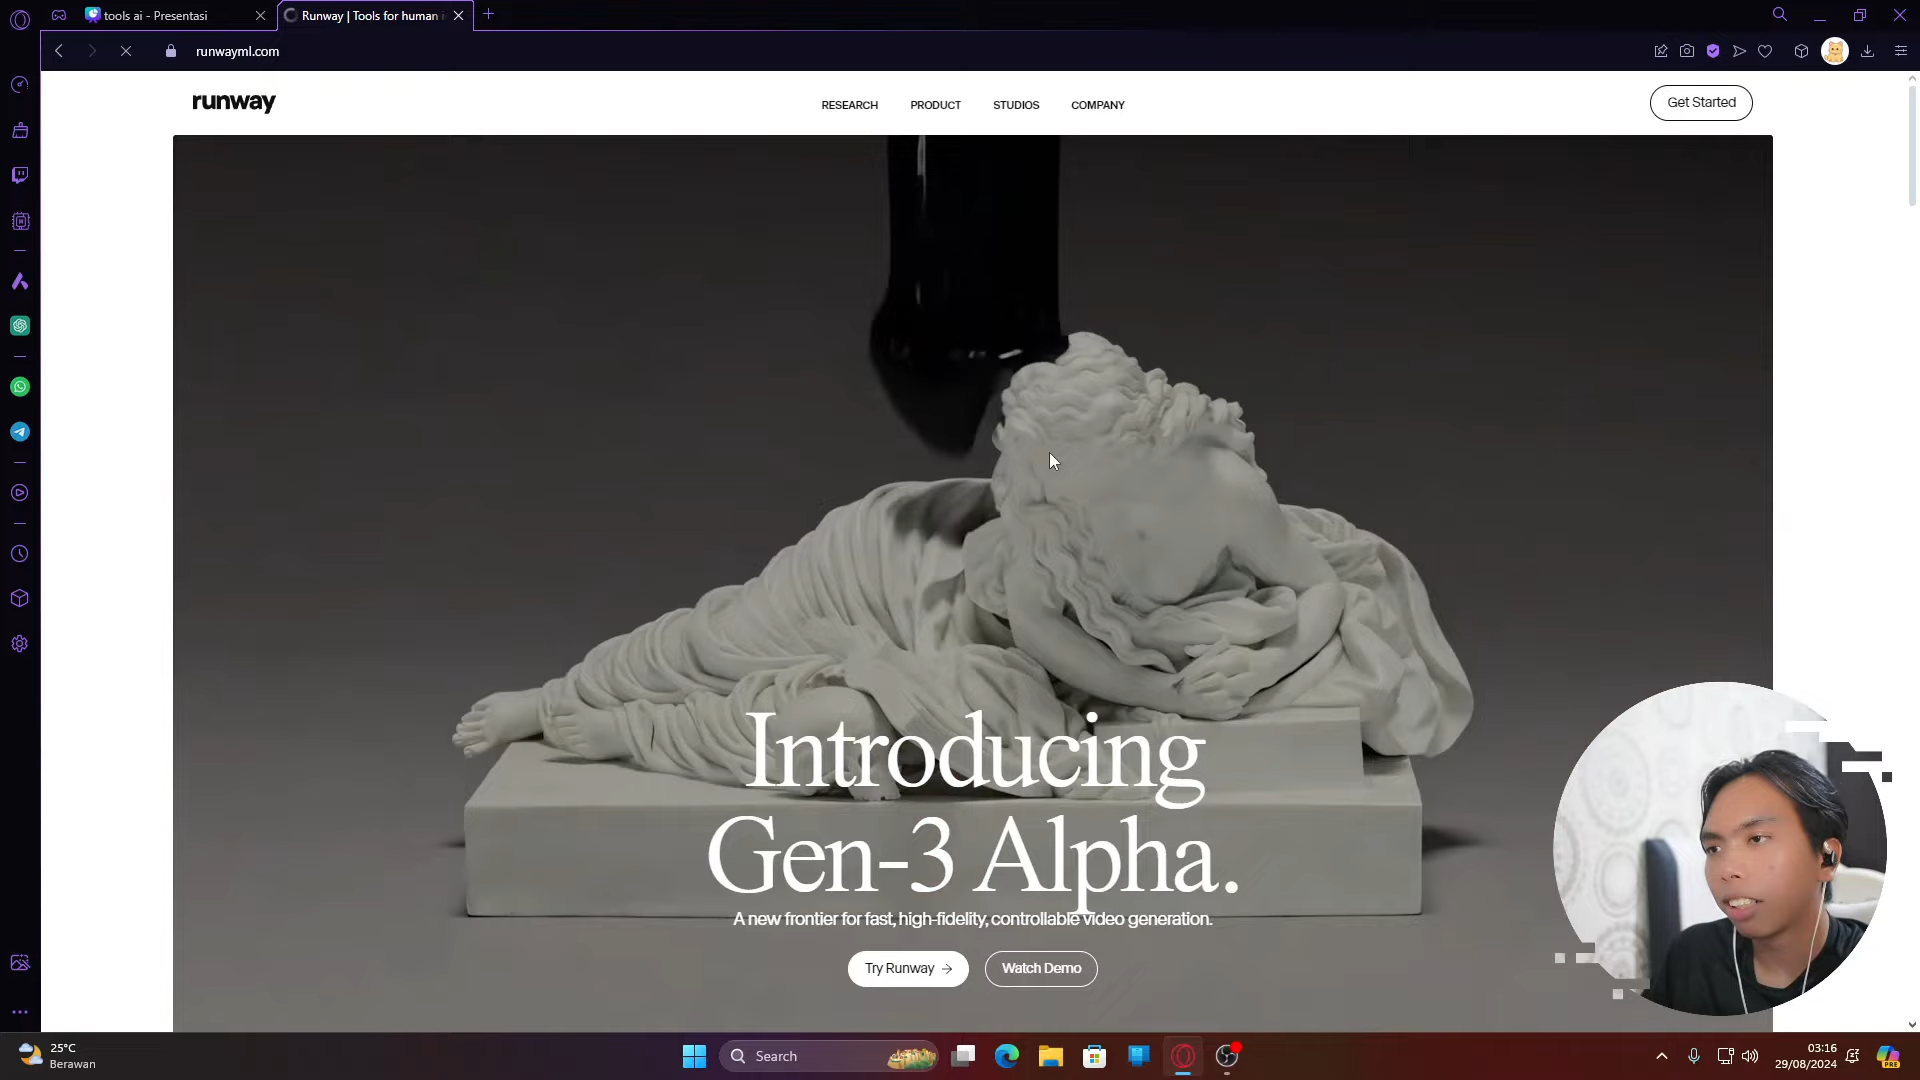 tools ai - Presentasi
Runway | Tools for human i
runwayml.com
runway
RESEARCH
PRODUCT
STUDIOS
COMPANY
Get Started
Introducing
Gen-3 Alpha.
A new frontier for fast, high-fidelity, controllable video generation.
Try Runway →
Watch Demo
25°C
Berawan
Search
03:16
29/08/2024
PRE